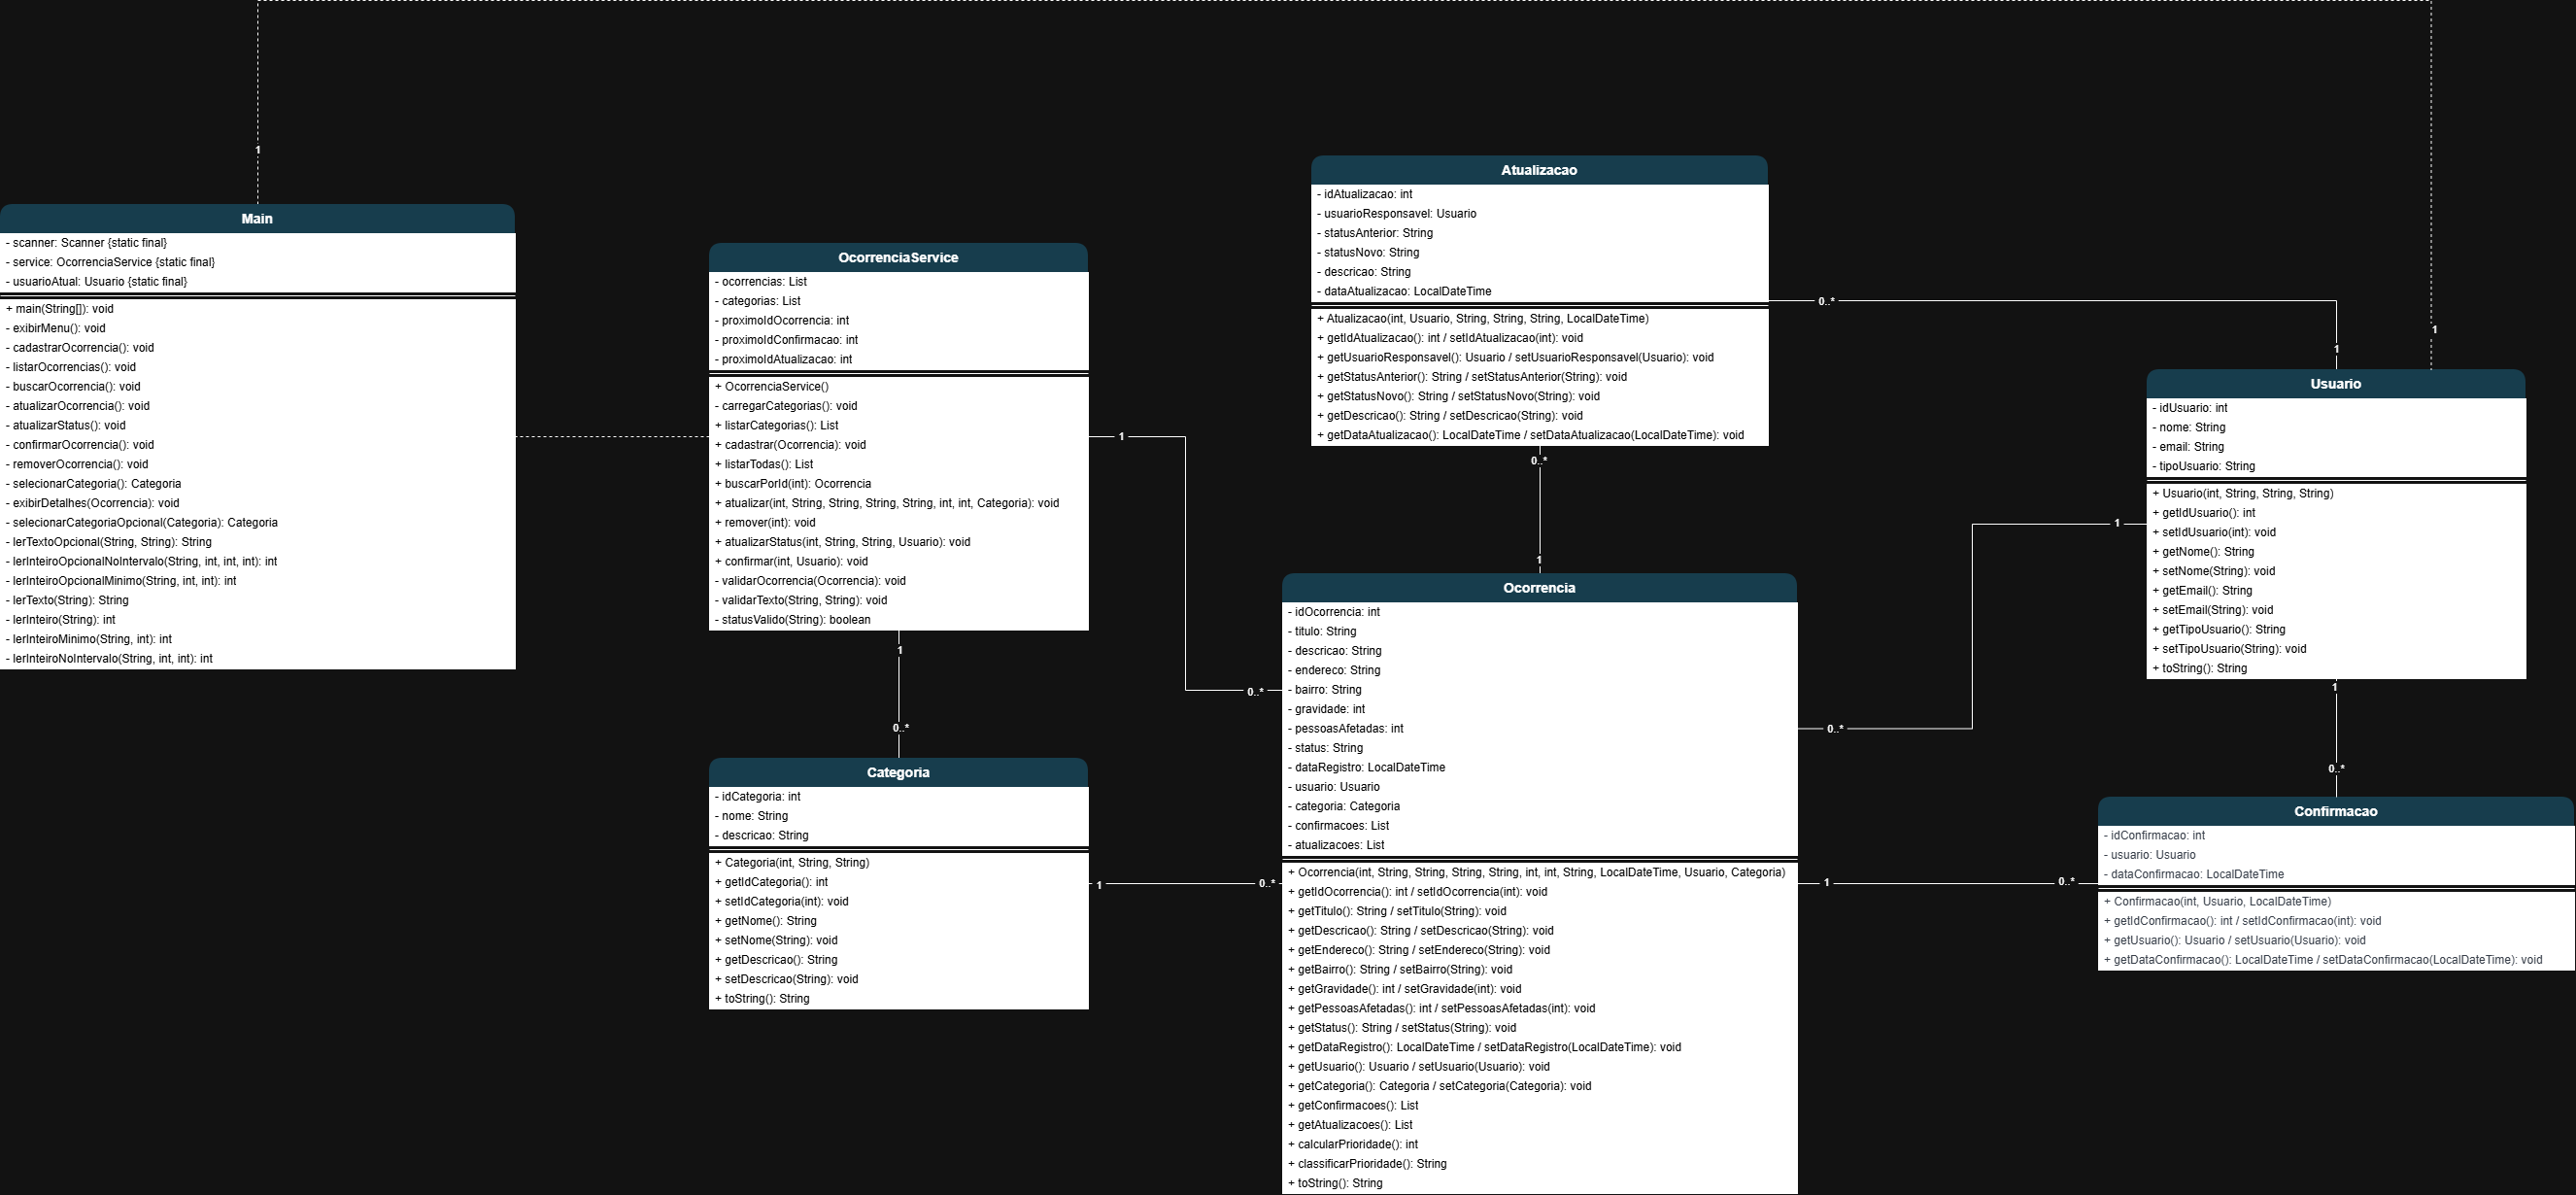 1
Main
- scanner: Scanner {static final}
- service: OcorrenciaService {static final}
- usuarioAtual: Usuario {static final}
+ main(String[]): void
- exibirMenu(): void
- cadastrarOcorrencia(): void
- listarOcorrencias(): void
- buscarOcorrencia(): void
- atualizarOcorrencia(): void
- atualizarStatus(): void
- confirmarOcorrencia(): void
- removerOcorrencia(): void
- selecionarCategoria(): Categoria
- exibirDetalhes(Ocorrencia): void
- selecionarCategoriaOpcional(Categoria): Categoria
- lerTextoOpcional(String, String): String
- lerInteiroOpcionalNoIntervalo(String, int, int, int): int
- lerInteiroOpcionalMinimo(String, int, int): int
- lerTexto(String): String
- lerInteiro(String): int
- lerInteiroMinimo(String, int): int
- lerInteiroNoIntervalo(String, int, int): int
OcorrenciaService
- ocorrencias: List
- categorias: List
- proximoIdOcorrencia: int
- proximoIdConfirmacao: int
- proximoIdAtualizacao: int
+ OcorrenciaService()
- carregarCategorias(): void
+ listarCategorias(): List
+ cadastrar(Ocorrencia): void
+ listarTodas(): List
+ buscarPorId(int): Ocorrencia
+ atualizar(int, String, String, String, String, int, int, Categoria): void
+ remover(int): void
+ atualizarStatus(int, String, String, Usuario): void
+ confirmar(int, Usuario): void
- validarOcorrencia(Ocorrencia): void
- validarTexto(String, String): void
- statusValido(String): boolean
1
0..*
1
0..*
Categoria
- idCategoria: int
- nome: String
- descricao: String
+ Categoria(int, String, String)
+ getIdCategoria(): int
+ setIdCategoria(int): void
+ getNome(): String
+ setNome(String): void
+ getDescricao(): String
+ setDescricao(String): void
+ toString(): String
1
0..*
Atualizacao
- idAtualizacao: int
- usuarioResponsavel: Usuario
- statusAnterior: String
- statusNovo: String
- descricao: String
- dataAtualizacao: LocalDateTime
+ Atualizacao(int, Usuario, String, String, String, LocalDateTime)
+ getIdAtualizacao(): int / setIdAtualizacao(int): void
+ getUsuarioResponsavel(): Usuario / setUsuarioResponsavel(Usuario): void
+ getStatusAnterior(): String / setStatusAnterior(String): void
+ getStatusNovo(): String / setStatusNovo(String): void
+ getDescricao(): String / setDescricao(String): void
+ getDataAtualizacao(): LocalDateTime / setDataAtualizacao(LocalDateTime): void
0..*
1
0..*
1
Ocorrencia
- idOcorrencia: int
- titulo: String
- descricao: String
- endereco: String
- bairro: String
- gravidade: int
- pessoasAfetadas: int
- status: String
- dataRegistro: LocalDateTime
- usuario: Usuario
- categoria: Categoria
- confirmacoes: List
- atualizacoes: List
+ Ocorrencia(int, String, String, String, String, int, int, String, LocalDateTime, Usuario, Categoria)
+ getIdOcorrencia(): int / setIdOcorrencia(int): void
+ getTitulo(): String / setTitulo(String): void
+ getDescricao(): String / setDescricao(String): void
+ getEndereco(): String / setEndereco(String): void
+ getBairro(): String / setBairro(String): void
+ getGravidade(): int / setGravidade(int): void
+ getPessoasAfetadas(): int / setPessoasAfetadas(int): void
+ getStatus(): String / setStatus(String): void
+ getDataRegistro(): LocalDateTime / setDataRegistro(LocalDateTime): void
+ getUsuario(): Usuario / setUsuario(Usuario): void
+ getCategoria(): Categoria / setCategoria(Categoria): void
+ getConfirmacoes(): List
+ getAtualizacoes(): List
+ calcularPrioridade(): int
+ classificarPrioridade(): String
+ toString(): String
1
0..*
1
Usuario
- idUsuario: int
- nome: String
- email: String
- tipoUsuario: String
+ Usuario(int, String, String, String)
+ getIdUsuario(): int
+ setIdUsuario(int): void
+ getNome(): String
+ setNome(String): void
+ getEmail(): String
+ setEmail(String): void
+ getTipoUsuario(): String
+ setTipoUsuario(String): void
+ toString(): String
1
0..*
1
0..*
Confirmacao
- idConfirmacao: int
- usuario: Usuario
- dataConfirmacao: LocalDateTime
+ Confirmacao(int, Usuario, LocalDateTime)
+ getIdConfirmacao(): int / setIdConfirmacao(int): void
+ getUsuario(): Usuario / setUsuario(Usuario): void
+ getDataConfirmacao(): LocalDateTime / setDataConfirmacao(LocalDateTime): void